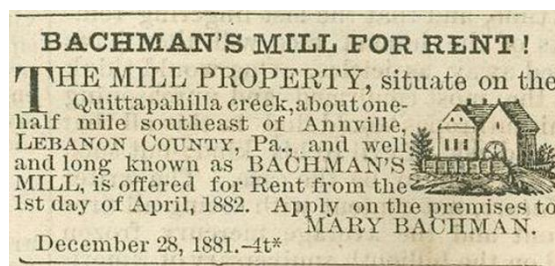 BACHMAN'S MILL FOR RENT!
THE MILL PROPERTY, situate on the
Quittapahilla creek, about one-
half mile southeast of Annville,
LEBANON COUNTY, Pa., and well
and long known as BACHMAN'S
MILL, is offered for Rent from the
1st day of April, 1882. Apply on the premises to
MARY BACHMAN.
December 28, 1881.-4t*